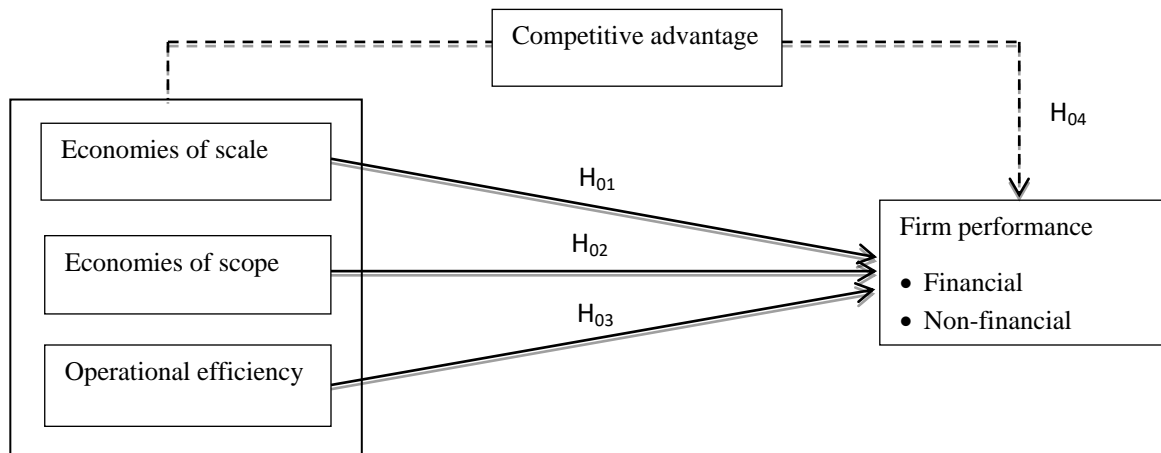 Competitive advantage
H04
Economies of scale
H01
Firm performance
Economies of scope
H02
• Financial
• Non-financial
H03
Operational efficiency